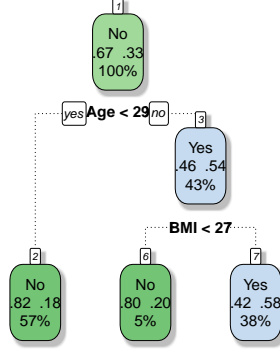 1
No
.67 .33
100%
yes Age < 29 no
3
Yes
.46 .54
43%
BMI < 27
2
No
.82 .18
57%
6
No
.80 .20
5%
7
Yes
.42 .58
38%